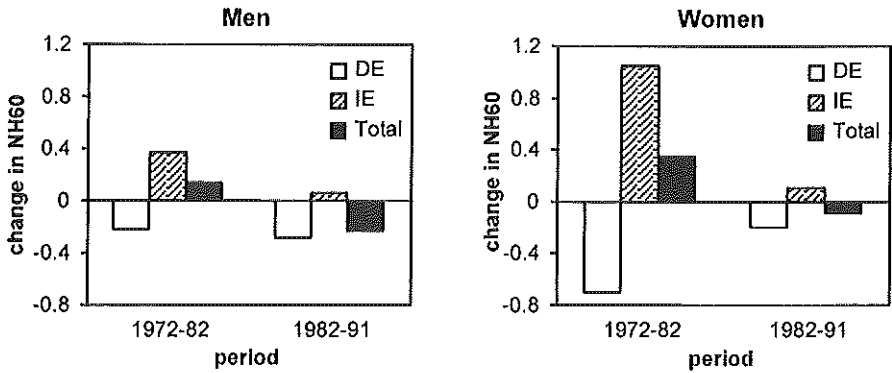 Men
1.2
0.8
0.4
0
-0.4
-0.8
change in NH60
DE
IE
Total
1972-82
1982-91
period
Women
1.2
0.8
0.4
0
-0.4
-0.8
change in NH60
DE
IE
Total
1972-82
1982-91
period